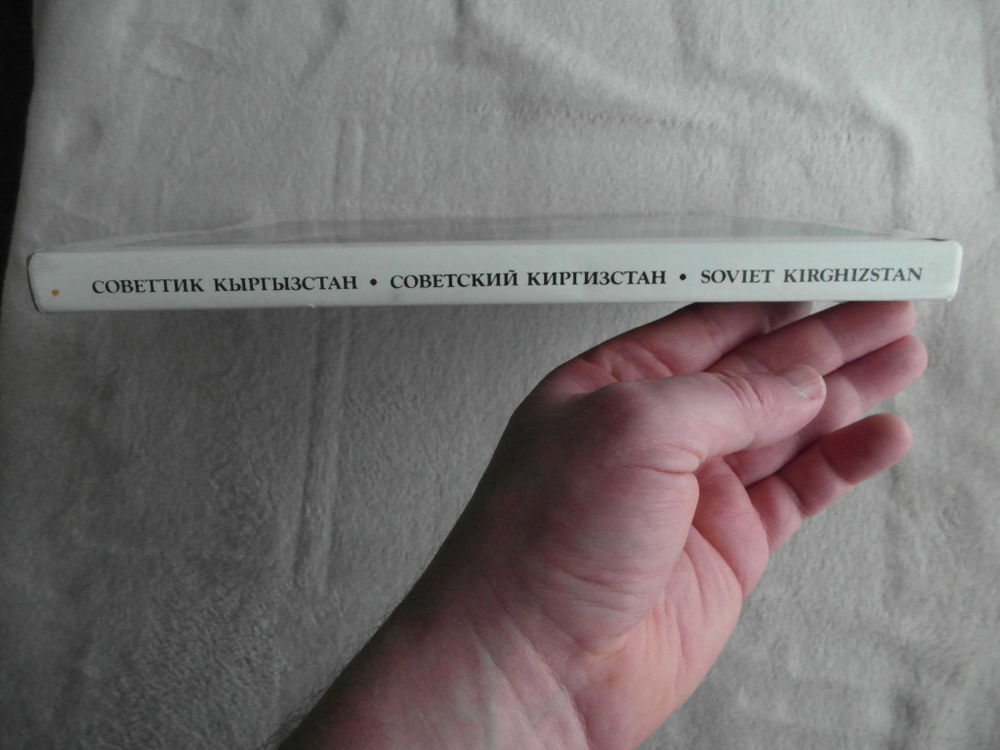 СОВЕТТИК КЫРГЫЗСТАН • СОВЕТСКИЙ КИРГИЗСТАН • SOVIET KIRGHIZSTAN